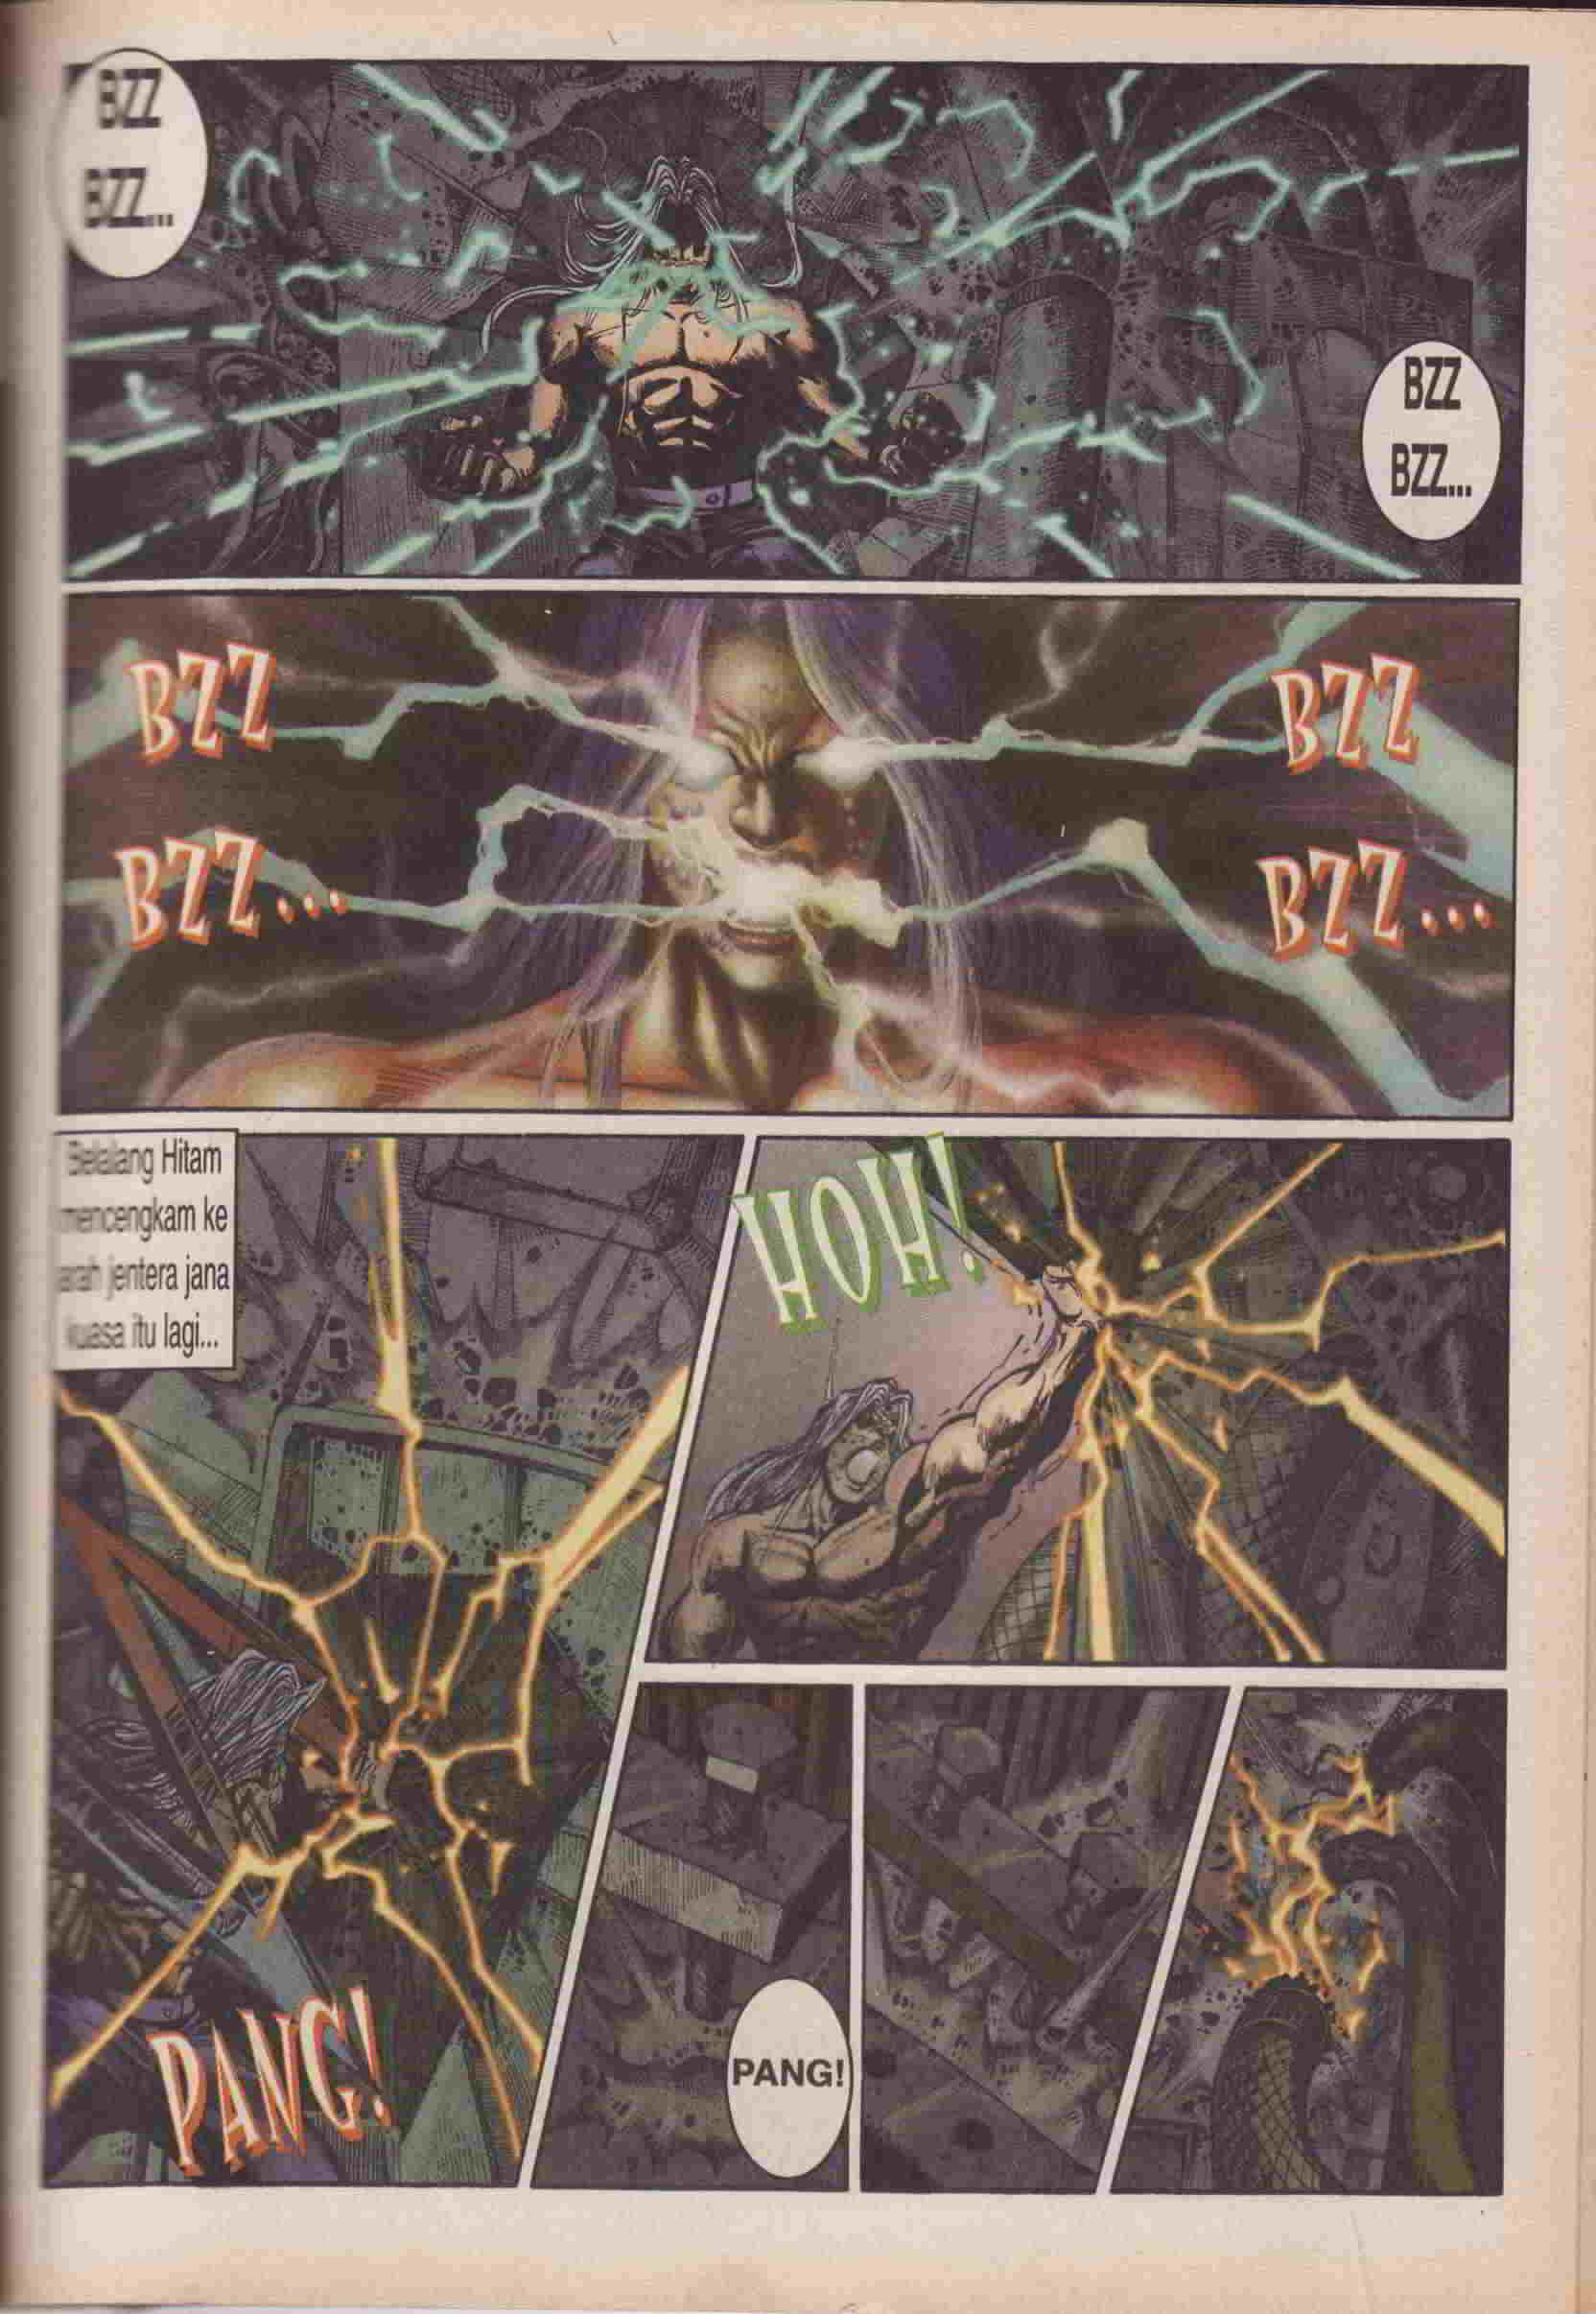 BZZ
BZZ...
BZZ
BZZ...
BZZ
BZZ...
BZZ
BZZ...
Belalang Hitam
mencengkam ke
arah jentera jana
kuasa itu lagi...
HOH!
PANG!
PANG!